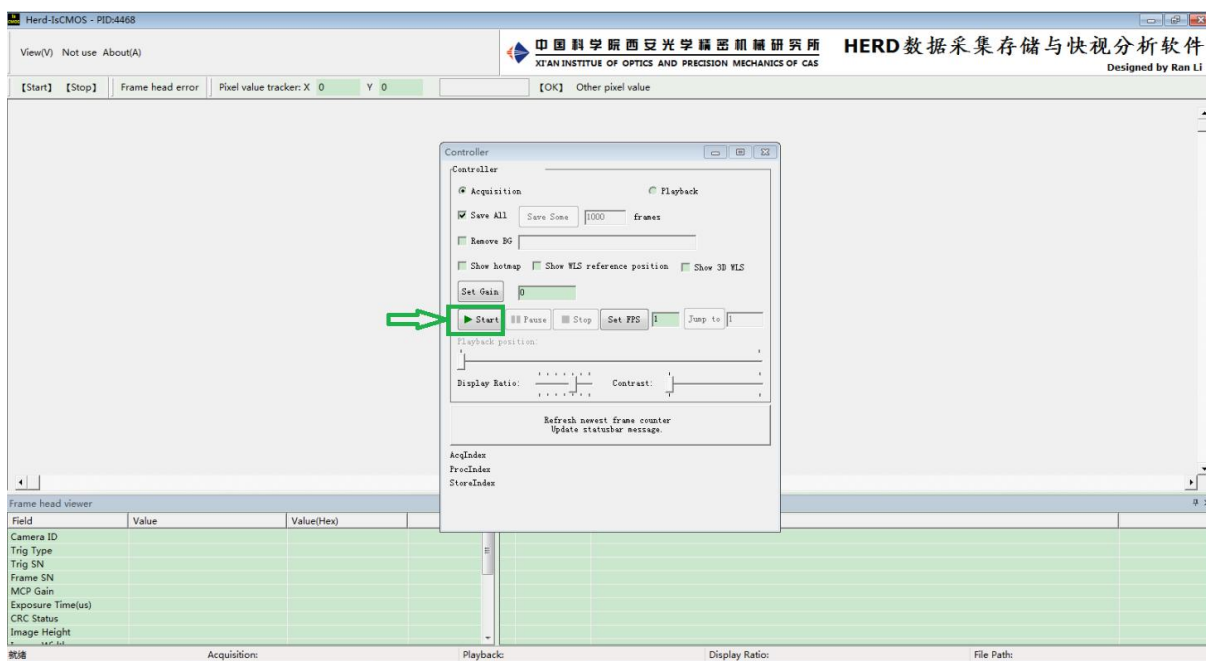 Herd-IsCMOS - PID:4468
View(V) Not use About(A)
中国科学院西安光学精密机械研究所
XI'AN INSTITUE OF OPTICS AND PRECISION MECHANICS OF CAS
HERD数据采集存储与快视分析软件
Designed by Ran Li
【Start】 【Stop】 Frame head error Pixel value tracker: X 0 Y 0 【OK】 Other pixel value
Controller
Controller
Acquisition Playback
Save All Save Some 1000 frames
Remove BG
Show hotmap Show WLS reference position Show 3D WLS
Set Gain 0
Start Pause Stop Set FPS 1 Jump to 1
Playback position:
Display Ratio: Contrast:
Refresh newest frame counter
Update statusbar message.
AcqIndex
ProcIndex
StoreIndex
Frame head viewer
Field Value Value(Hex)
Camera ID
Trig Type
Trig SN
Frame SN
MCP Gain
Exposure Time(us)
CRC Status
Image Height
就绪 Acquisition: Playback: Display Ratio: File Path: